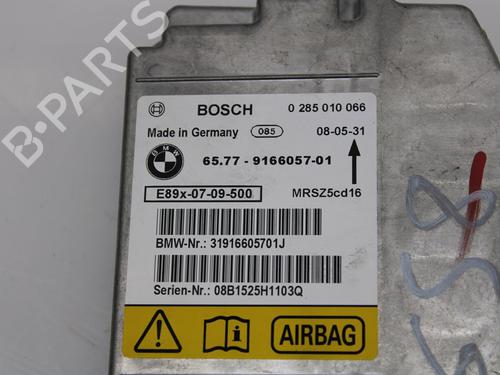 B-PARTS
BOSCH 0 285 010 066
Made in Germany 085 08-05-31
BMW 65.77 - 9166057-01
E89x-07-09-500 MRSZ5cd16
BMW-Nr.: 31916605701J
Serien-Nr.: 08B1525H1103Q
AIRBAG